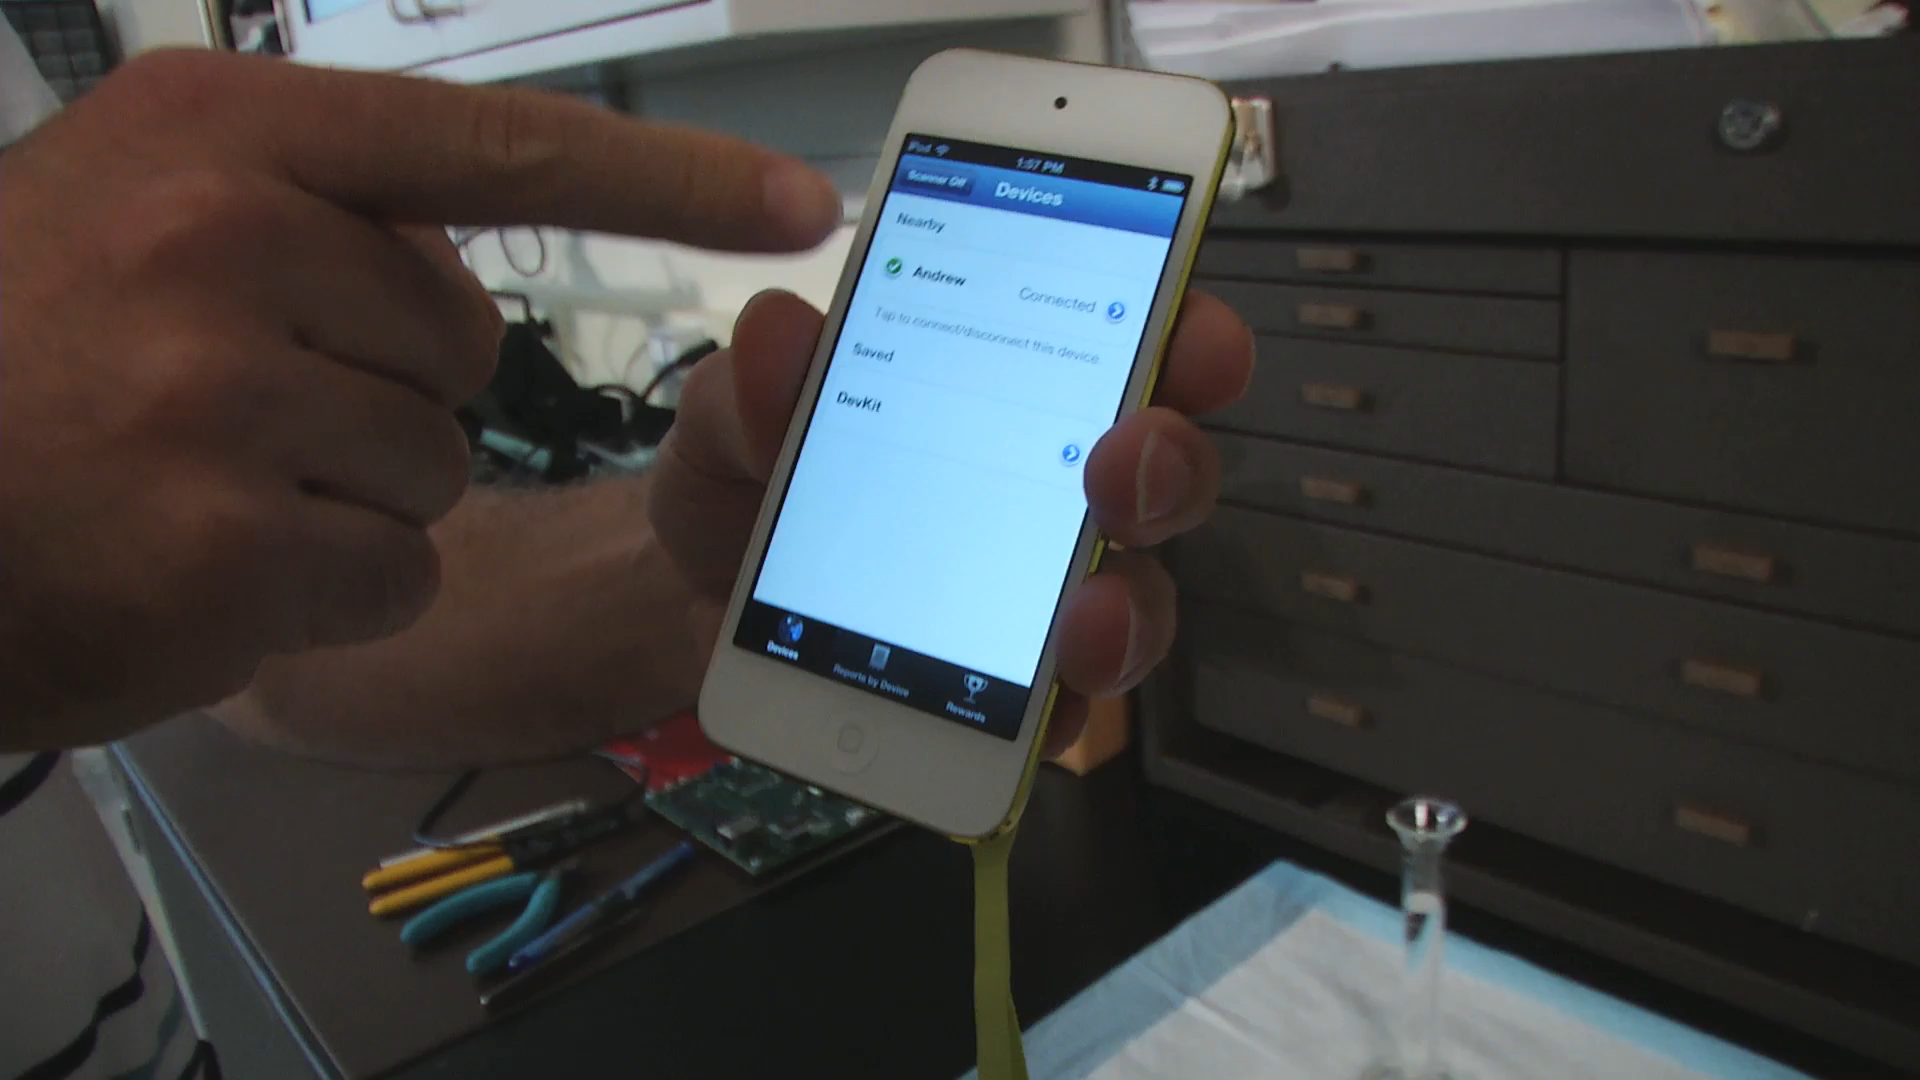 iPod 1:57 PM
Scanner Off Devices
Nearby
Andrew Connected
Tap to connect/disconnect this device.
Saved
DevKit
Devices Reports by Device Rewards